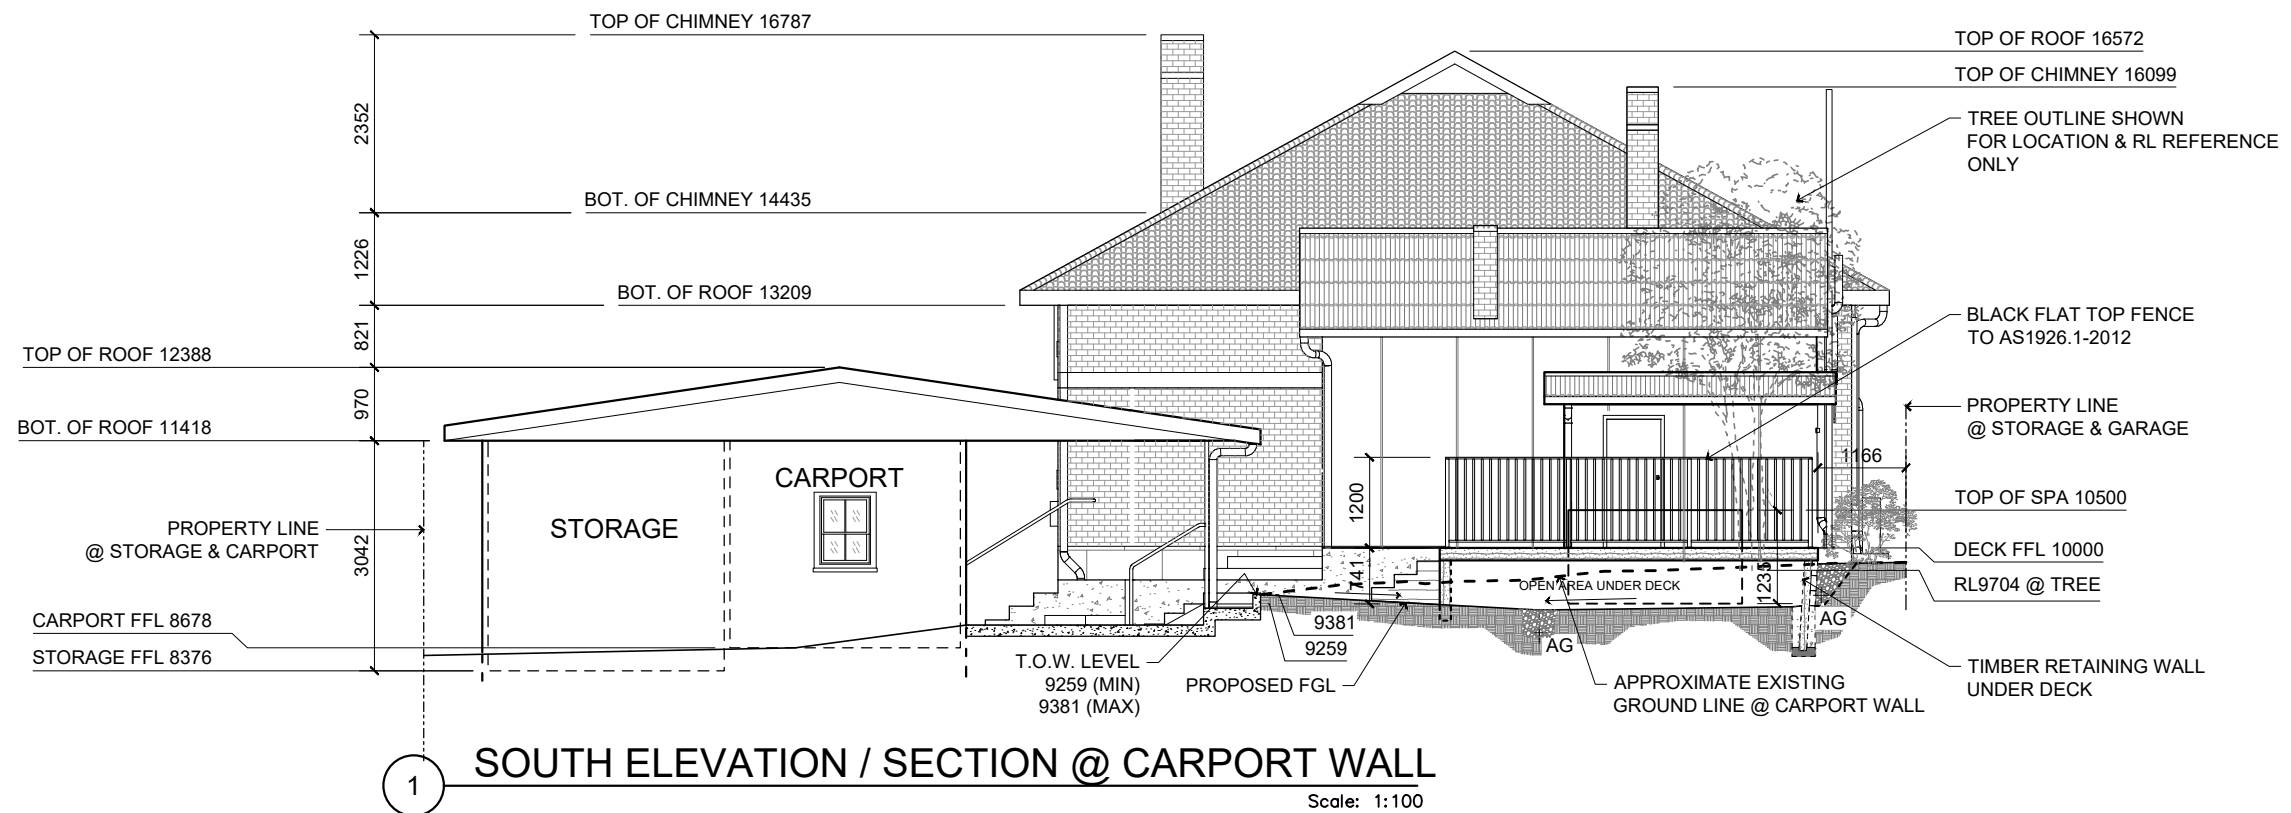 TOP OF CHIMNEY 16787
TOP OF ROOF 16572
TOP OF CHIMNEY 16099
2352
TREE OUTLINE SHOWN
FOR LOCATION & RL REFERENCE
ONLY
BOT. OF CHIMNEY 14435
1226
BOT. OF ROOF 13209
821
BLACK FLAT TOP FENCE
TO AS1926.1-2012
TOP OF ROOF 12388
970
BOT. OF ROOF 11418
PROPERTY LINE
@ STORAGE & GARAGE
1166
CARPORT
STORAGE
1200
TOP OF SPA 10500
PROPERTY LINE
@ STORAGE & CARPORT
3042
DECK FFL 10000
741
OPEN AREA UNDER DECK
1235
RL9704 @ TREE
CARPORT FFL 8678
STORAGE FFL 8376
9381
9259
AG
AG
T.O.W. LEVEL
9259 (MIN)
9381 (MAX)
PROPOSED FGL
APPROXIMATE EXISTING
GROUND LINE @ CARPORT WALL
TIMBER RETAINING WALL
UNDER DECK
1
SOUTH ELEVATION / SECTION @ CARPORT WALL
Scale: 1:100